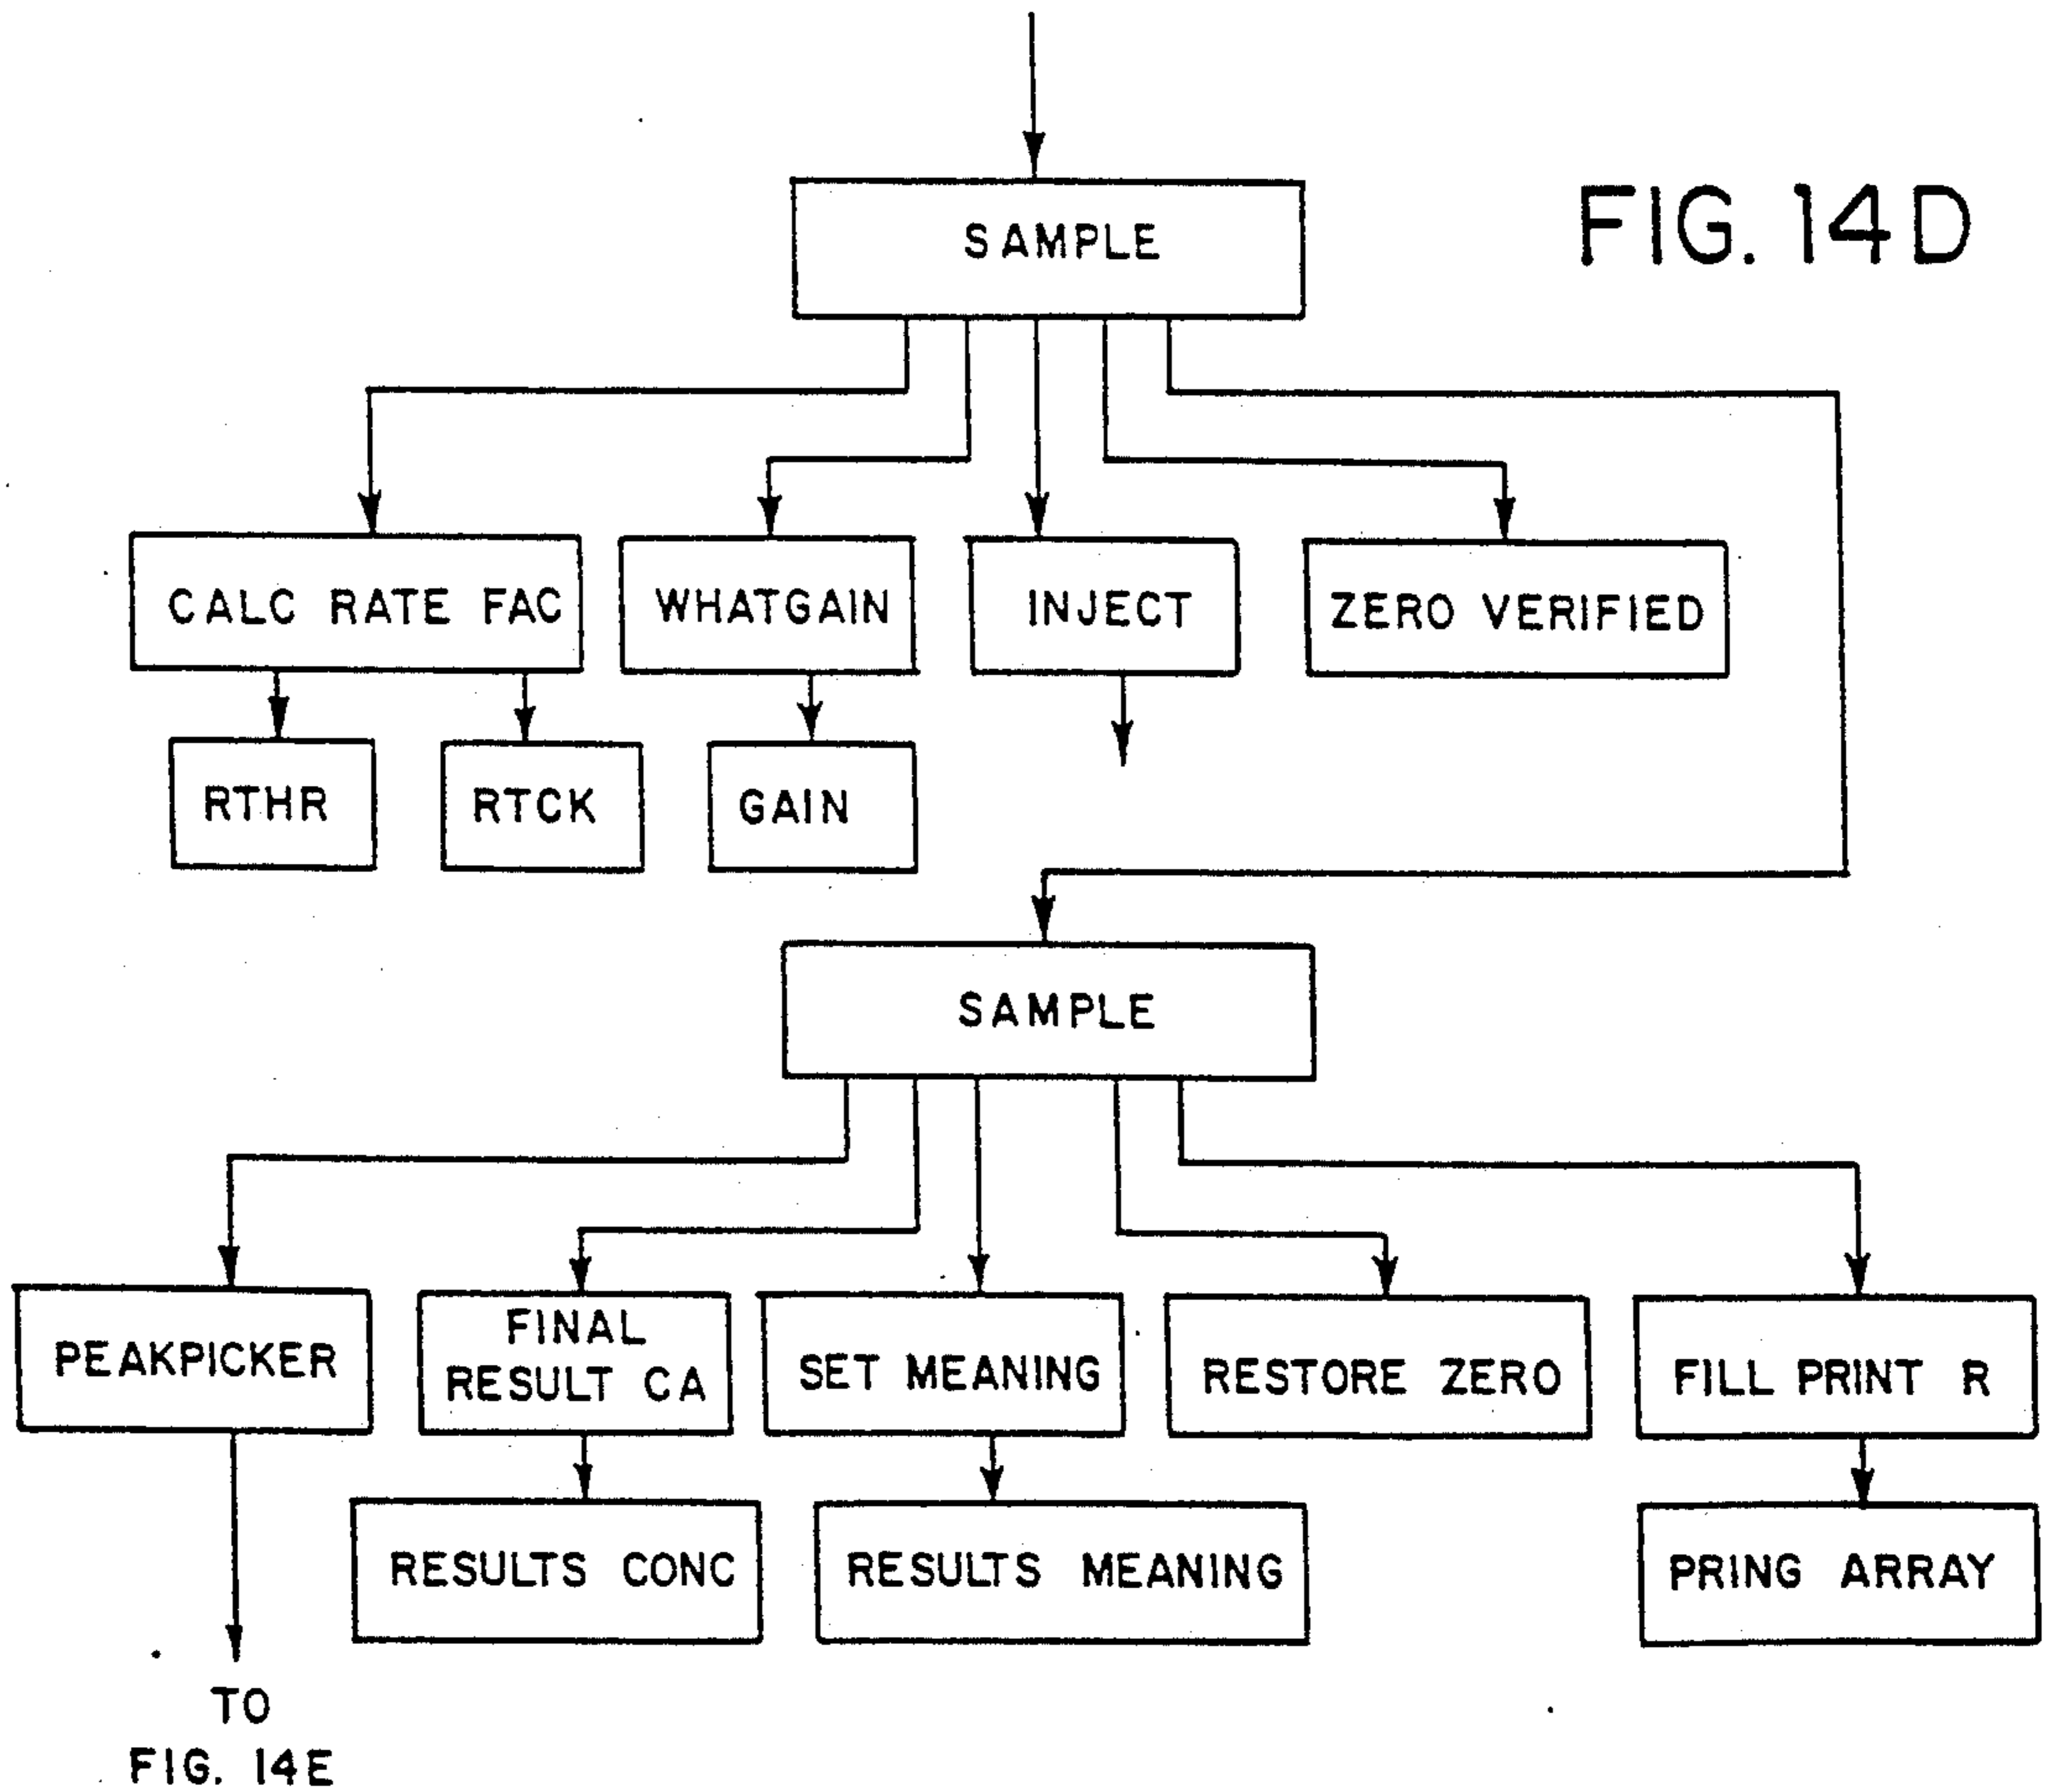 FIG. 14D
SAMPLE
CALC RATE FAC
WHATGAIN
INJECT
ZERO VERIFIED
RTHR
RTCK
GAIN
SAMPLE
PEAKPICKER
FINAL
RESULT CA
SET MEANING
RESTORE ZERO
FILL PRINT R
RESULTS CONC
RESULTS MEANING
PRING ARRAY
TO
FIG. 14E